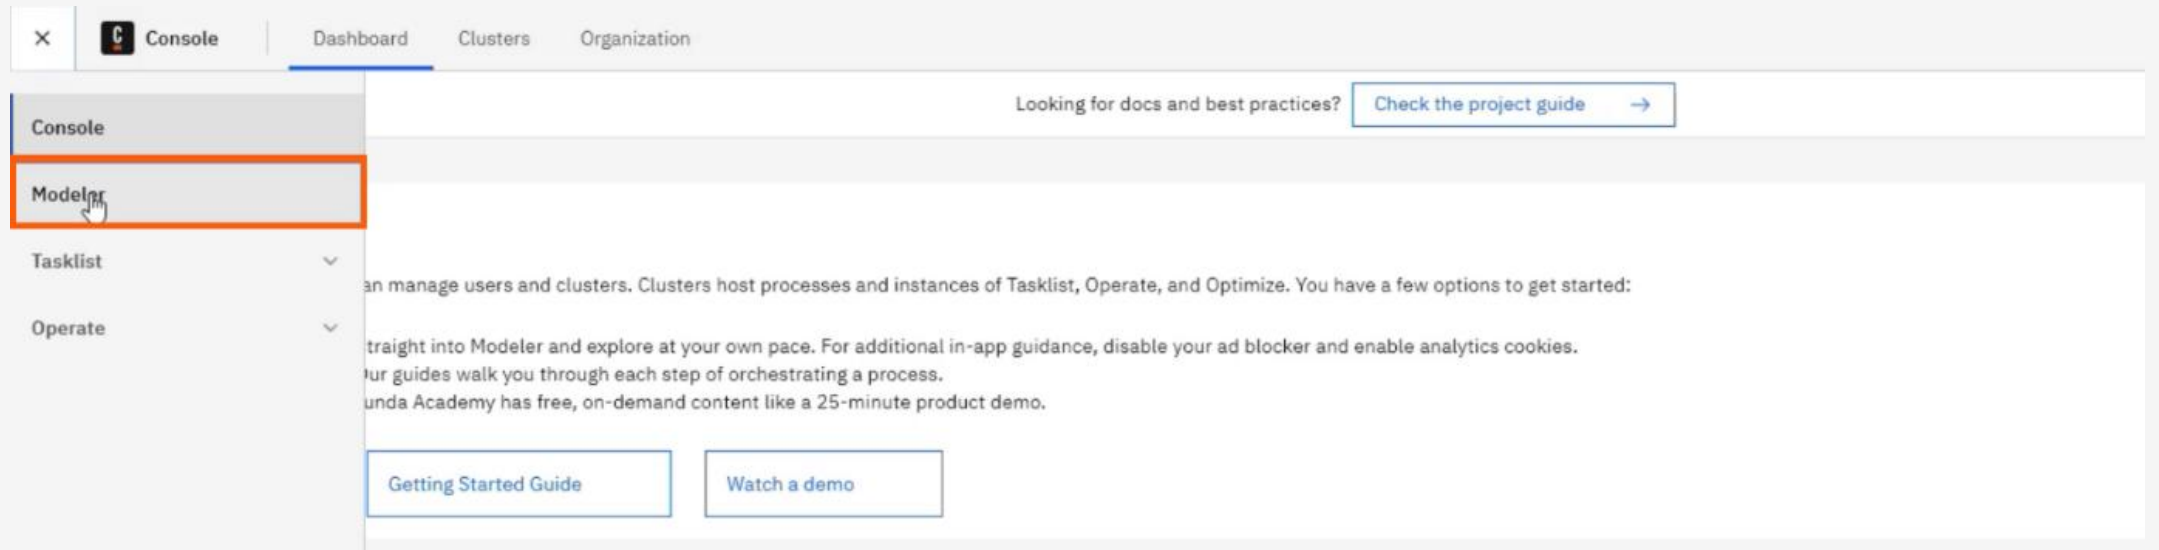 Console
Dashboard
Clusters
Organization
Looking for docs and best practices?
Check the project guide
Console
Modeler
Tasklist
Operate
manage users and clusters. Clusters host processes and instances of Tasklist, Operate, and Optimize. You have a few options to get started:
into Modeler and explore at your own pace. For additional in-app guidance, disable your ad blocker and enable analytics cookies.
guides walk you through each step of orchestrating a process.
Academy has free, on-demand content like a 25-minute product demo.
Getting Started Guide
Watch a demo